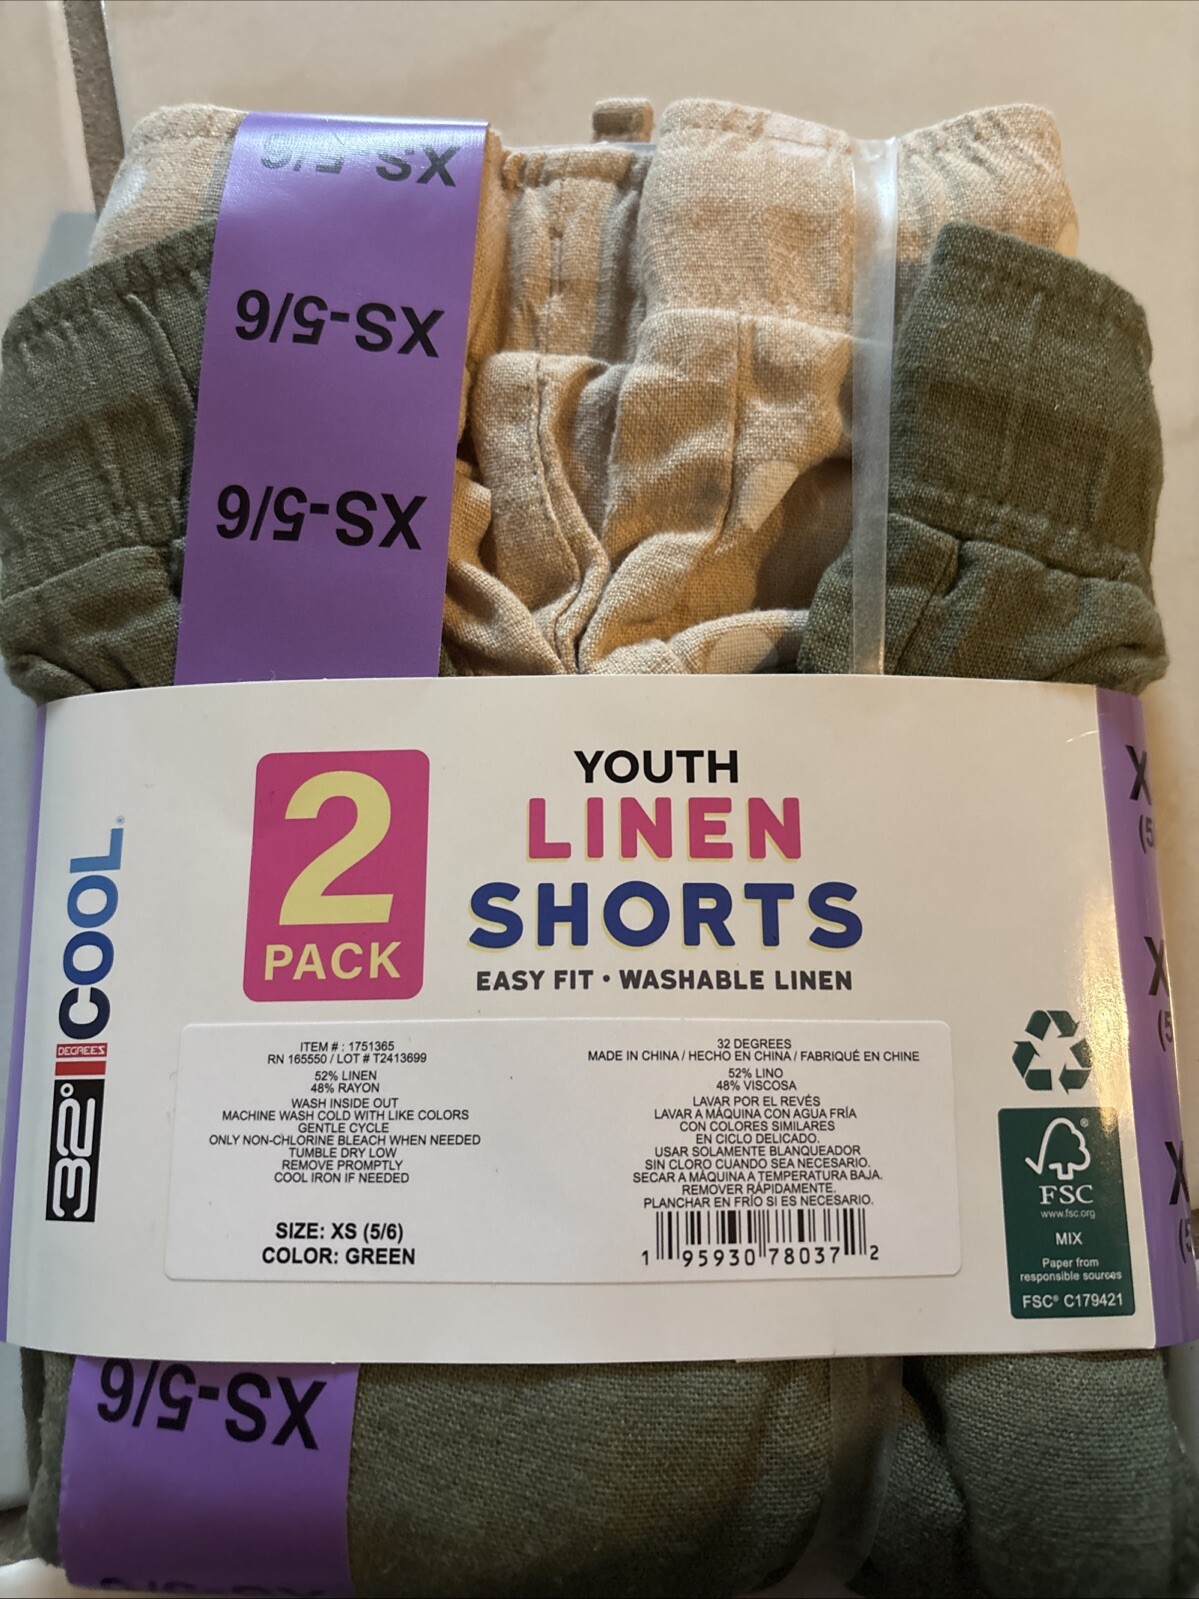 XS-5/6
XS-5/6
XS-5/6
32° DEGREES COOL
2
PACK
YOUTH
LINEN
SHORTS
EASY FIT • WASHABLE LINEN
ITEM # : 1751365
RN 165550 / LOT # T2413699
52% LINEN
48% RAYON
WASH INSIDE OUT
MACHINE WASH COLD WITH LIKE COLORS
GENTLE CYCLE
ONLY NON-CHLORINE BLEACH WHEN NEEDED
TUMBLE DRY LOW
REMOVE PROMPTLY
COOL IRON IF NEEDED
SIZE: XS (5/6)
COLOR: GREEN
32 DEGREES
MADE IN CHINA / HECHO EN CHINA / FABRIQUÉ EN CHINE
52% LINO
48% VISCOSA
LAVAR POR EL REVÉS
LAVAR A MÁQUINA CON AGUA FRÍA
CON COLORES SIMILARES
EN CICLO DELICADO.
USAR SOLAMENTE BLANQUEADOR
SIN CLORO CUANDO SEA NECESARIO.
SECAR A MÁQUINA A TEMPERATURA BAJA.
REMOVER RÁPIDAMENTE.
PLANCHAR EN FRÍO SI ES NECESARIO.
1 95930 78037 2
FSC®
www.fsc.org
MIX
Paper from
responsible sources
FSC® C179421
XS-5/6